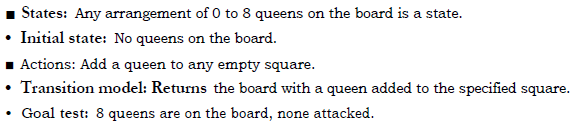 ■ States: Any arrangement of 0 to 8 queens on the board is a state.
• Initial state: No queens on the board.
■ Actions: Add a queen to any empty square.
• Transition model: Returns the board with a queen added to the specified square.
• Goal test: 8 queens are on the board, none attacked.